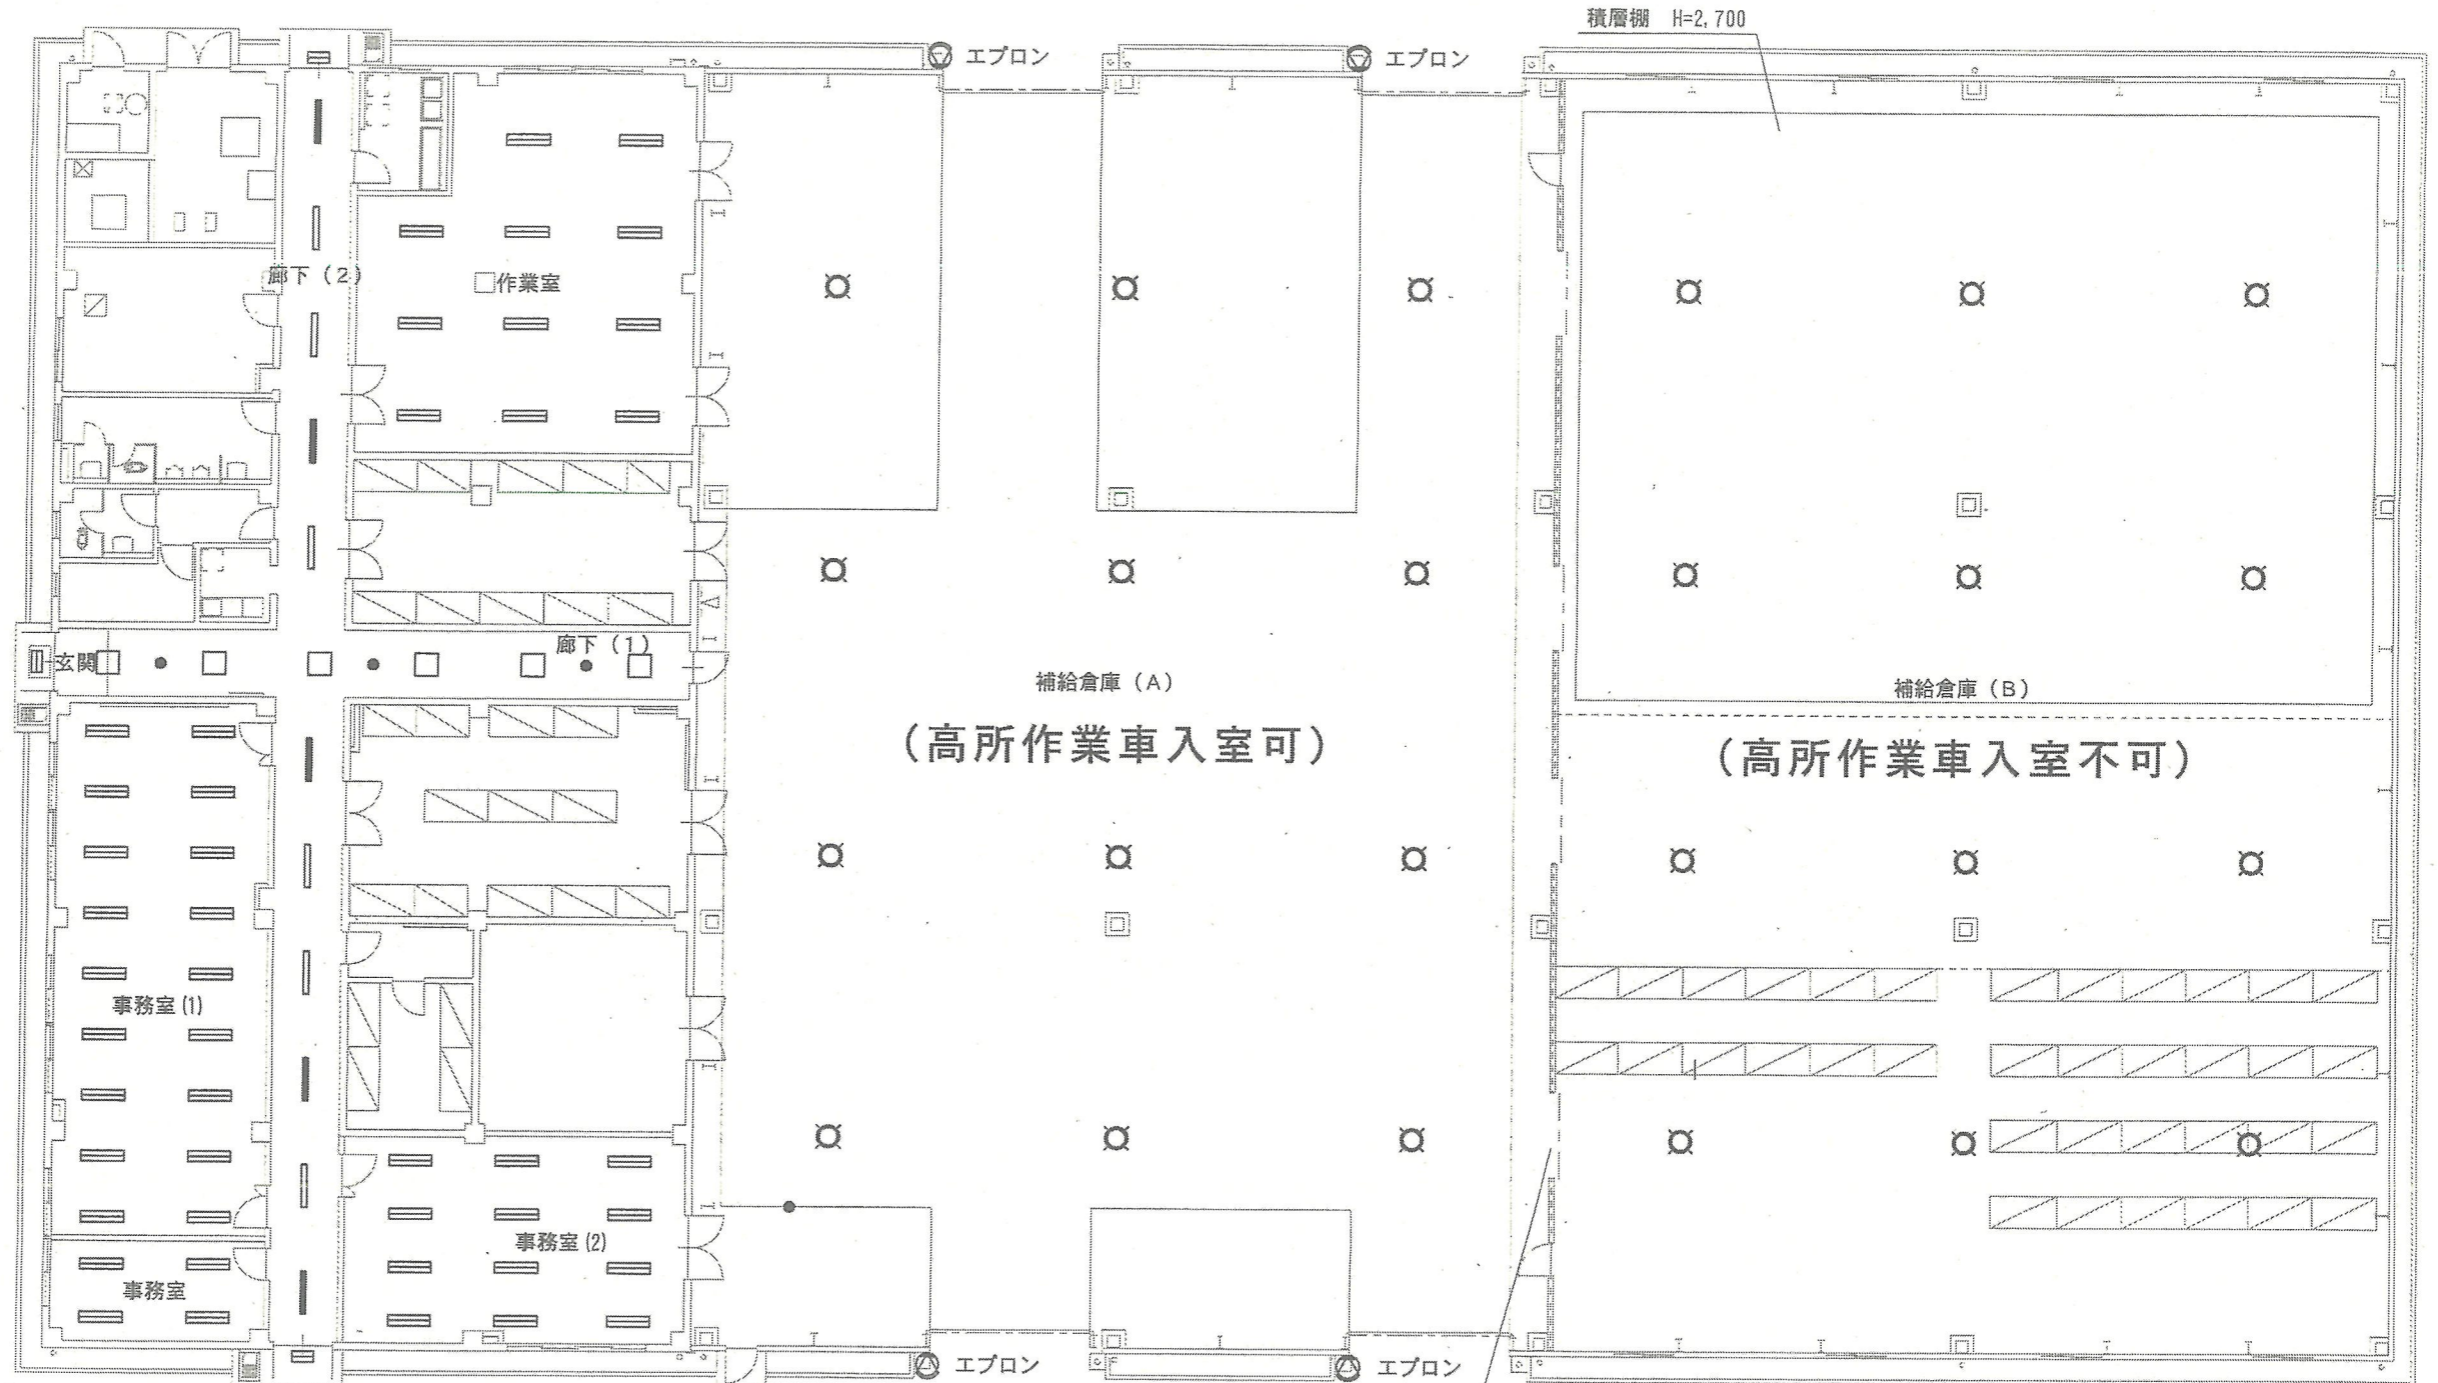 積層棚 H=2,700
エプロン
エプロン
廊下（2）
作業室
玄関
廊下（1）
補給倉庫（A）
（高所作業車入室可）
補給倉庫（B）
（高所作業車入室不可）
事務室(1)
事務室(2)
事務室
エプロン
エプロン